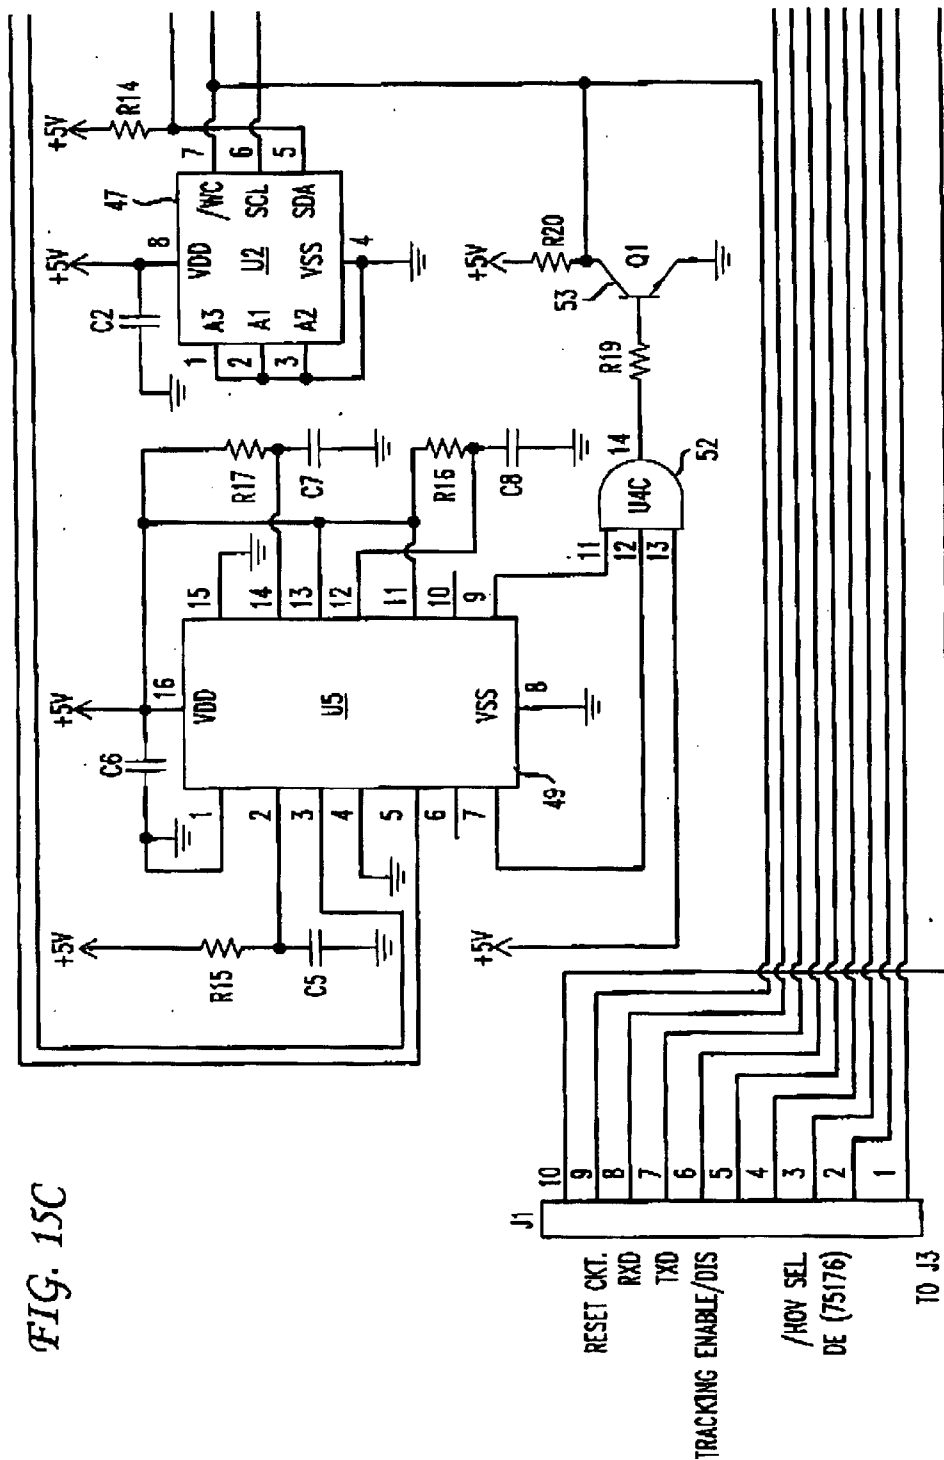 FIG. 15C
+5V
R14
47
+5V
8
7
6
5
/WC
SCL
SDA
VDD
U2
VSS
4
A3
A1
A2
1
2
3
C2
+5V
R20
53
Q1
R19
14
52
U4C
11
12
13
R17
C7
R16
C8
15
14
13
12
11
10
9
+5V
16
VDD
U5
VSS
8
49
C6
1
2
3
4
5
6
7
+5V
R15
C5
+5V
J1
10
9
8
7
6
5
4
3
2
1
RESET CKT.
RXD
TXD
TRACKING ENABLE/DIS
/HOV SEL
DE (75176)
TO J3